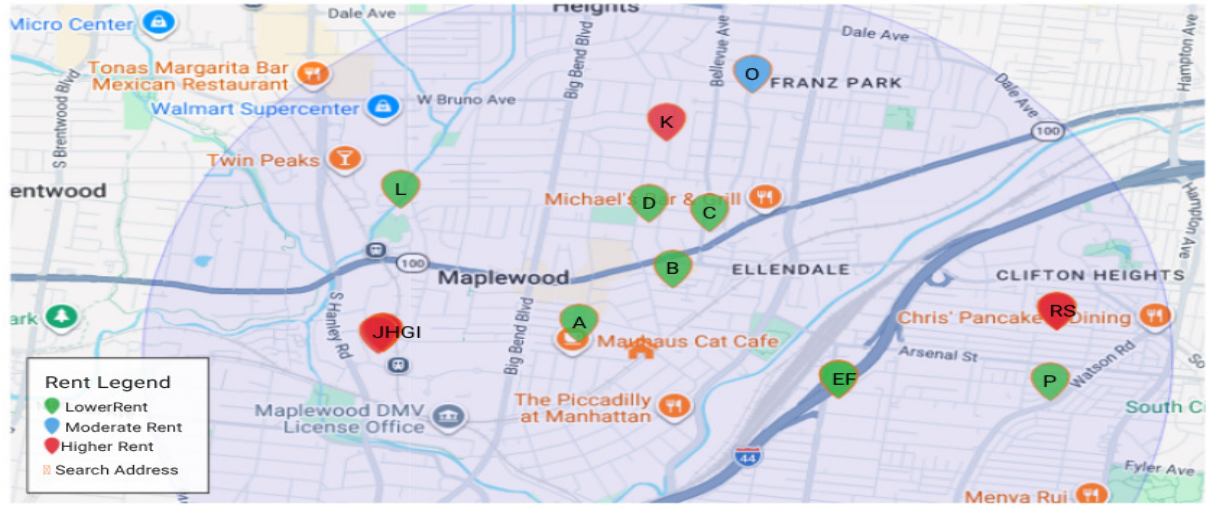 Heights
Dale Ave
Micro Center
Dale Ave
Tonas Margarita Bar
Mexican Restaurant
Big Bend Blvd
Bellevue Ave
O
FRANZ PARK
Hampton Ave
S Brentwood Blvd
Walmart Supercenter
W Bruno Ave
K
Dale Ave
100
Twin Peaks
entwood
L
Michael's Bar & Grill
D
C
Hampton Ave
100
Maplewood
B
ELLENDALE
CLIFTON HEIGHTS
ark
S Hanley Rd
JHGI
Big Bend Blvd
A
Mauhaus Cat Cafe
RS
Chris' Pancake Dining
Arsenal St
Watson Rd
EF
P
Rent Legend
LowerRent
Moderate Rent
Higher Rent
Search Address
Maplewood DMV
License Office
The Piccadilly
at Manhattan
South Ci
44
Fyler Ave
Menya Rui